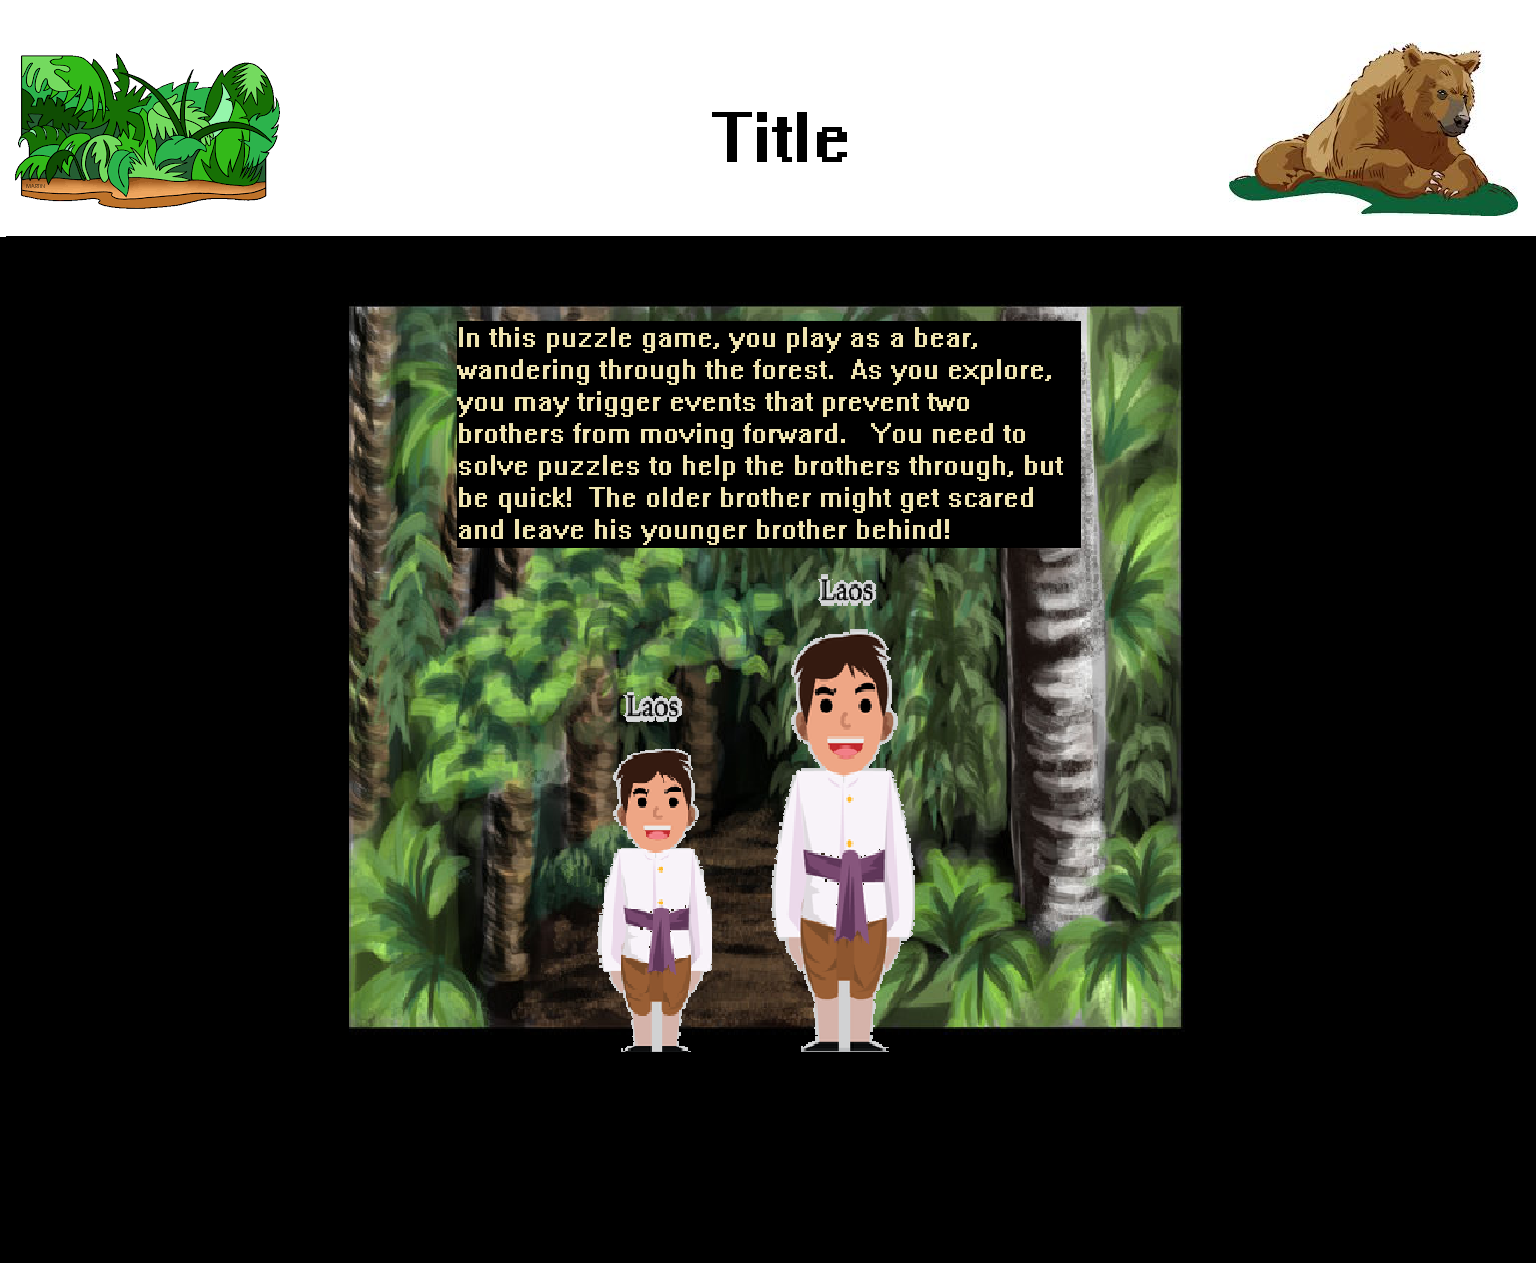 Title
In this puzzle game, you play as a bear,
wandering through the forest.  As you explore,
you may trigger events that prevent two
brothers from moving forward.   You need to
solve puzzles to help the brothers through, but
be quick!  The older brother might get scared
and leave his younger brother behind!
Laos
Laos